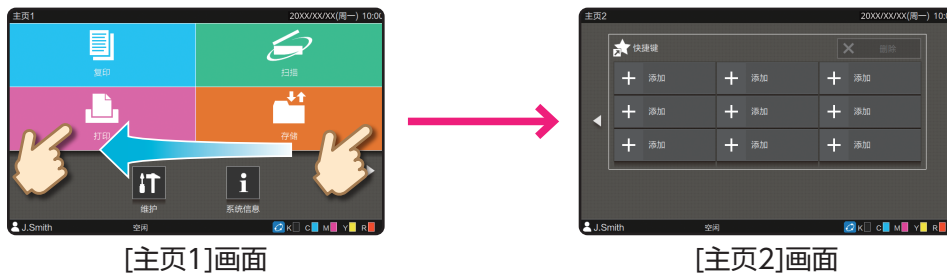 主页1 20XX/XX/XX(周一) 10:00
复印 扫描
打印 存储
维护 系统信息
J.Smith 空闲 K C M Y R
[主页1]画面
主页2 20XX/XX/XX(周一) 10:0
快捷键 删除
添加 添加 添加
添加 添加 添加
添加 添加 添加
J.Smith 空闲 K C M Y R
[主页2]画面